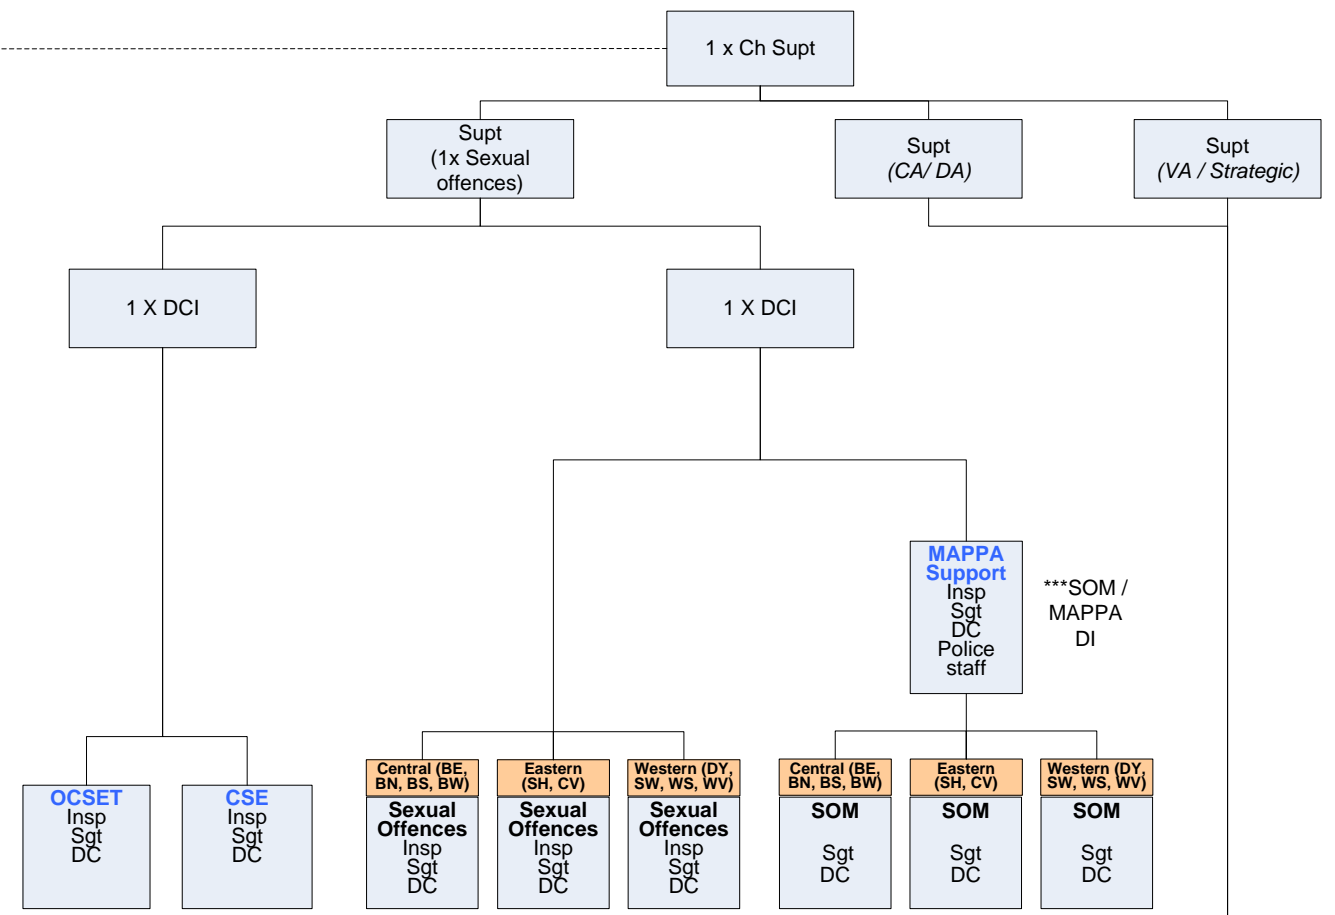 1 x Ch Supt
Supt
(1x Sexual
offences)
Supt
(CA/ DA)
Supt
(VA / Strategic)
1 X DCI
1 X DCI
MAPPA
Support
Insp
Sgt
DC
Police
staff
***SOM /
MAPPA
DI
OCSET
Insp
Sgt
DC
CSE
Insp
Sgt
DC
Central (BE,
BN, BS, BW)
Sexual
Offences
Insp
Sgt
DC
Eastern
(SH, CV)
Sexual
Offences
Insp
Sgt
DC
Western (DY,
SW, WS, WV)
Sexual
Offences
Insp
Sgt
DC
Central (BE,
BN, BS, BW)
SOM
Sgt
DC
Eastern
(SH, CV)
SOM
Sgt
DC
Western (DY,
SW, WS, WV)
SOM
Sgt
DC